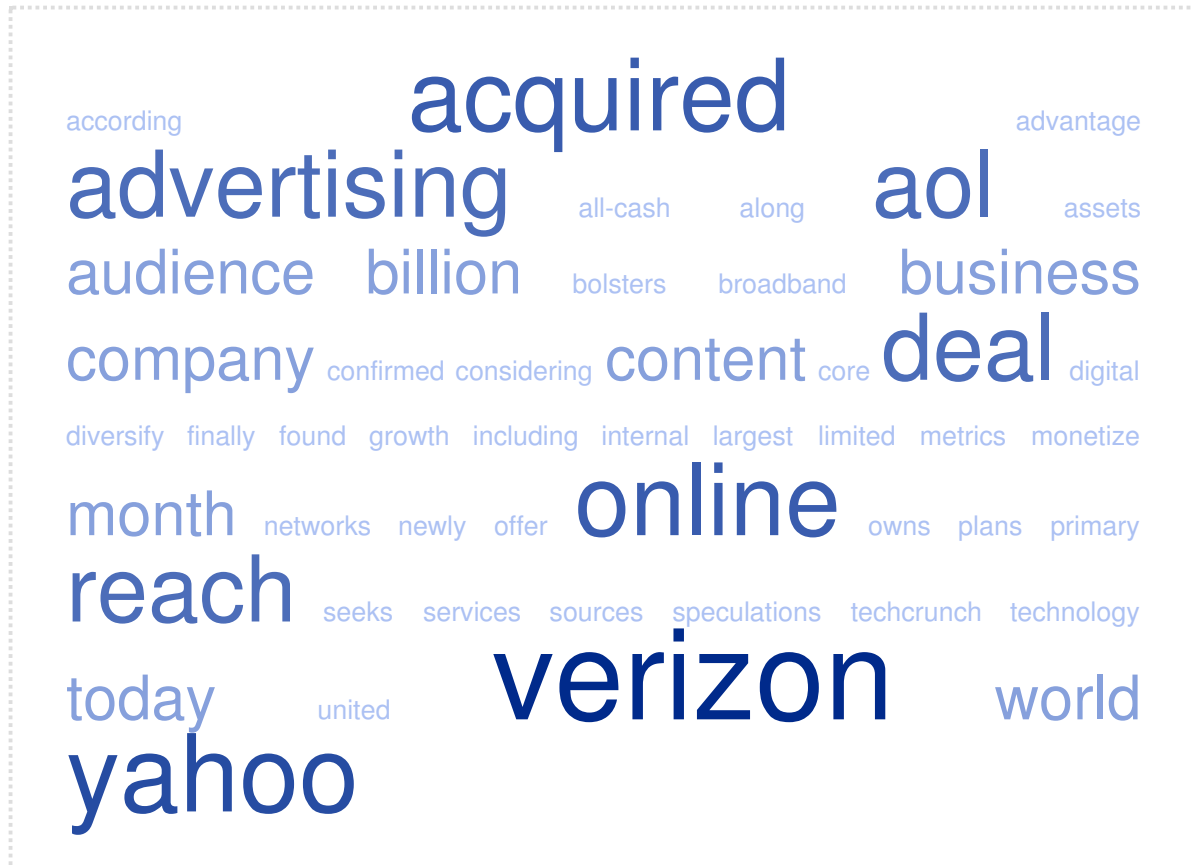 according acquired advantage
advertising all-cash along aol assets
audience billion bolsters broadband business
company confirmed considering content core deal digital
diversify finally found growth including internal largest limited metrics monetize
month networks newly offer online owns plans primary
reach seeks services sources speculations techcrunch technology
today united verizon world
yahoo